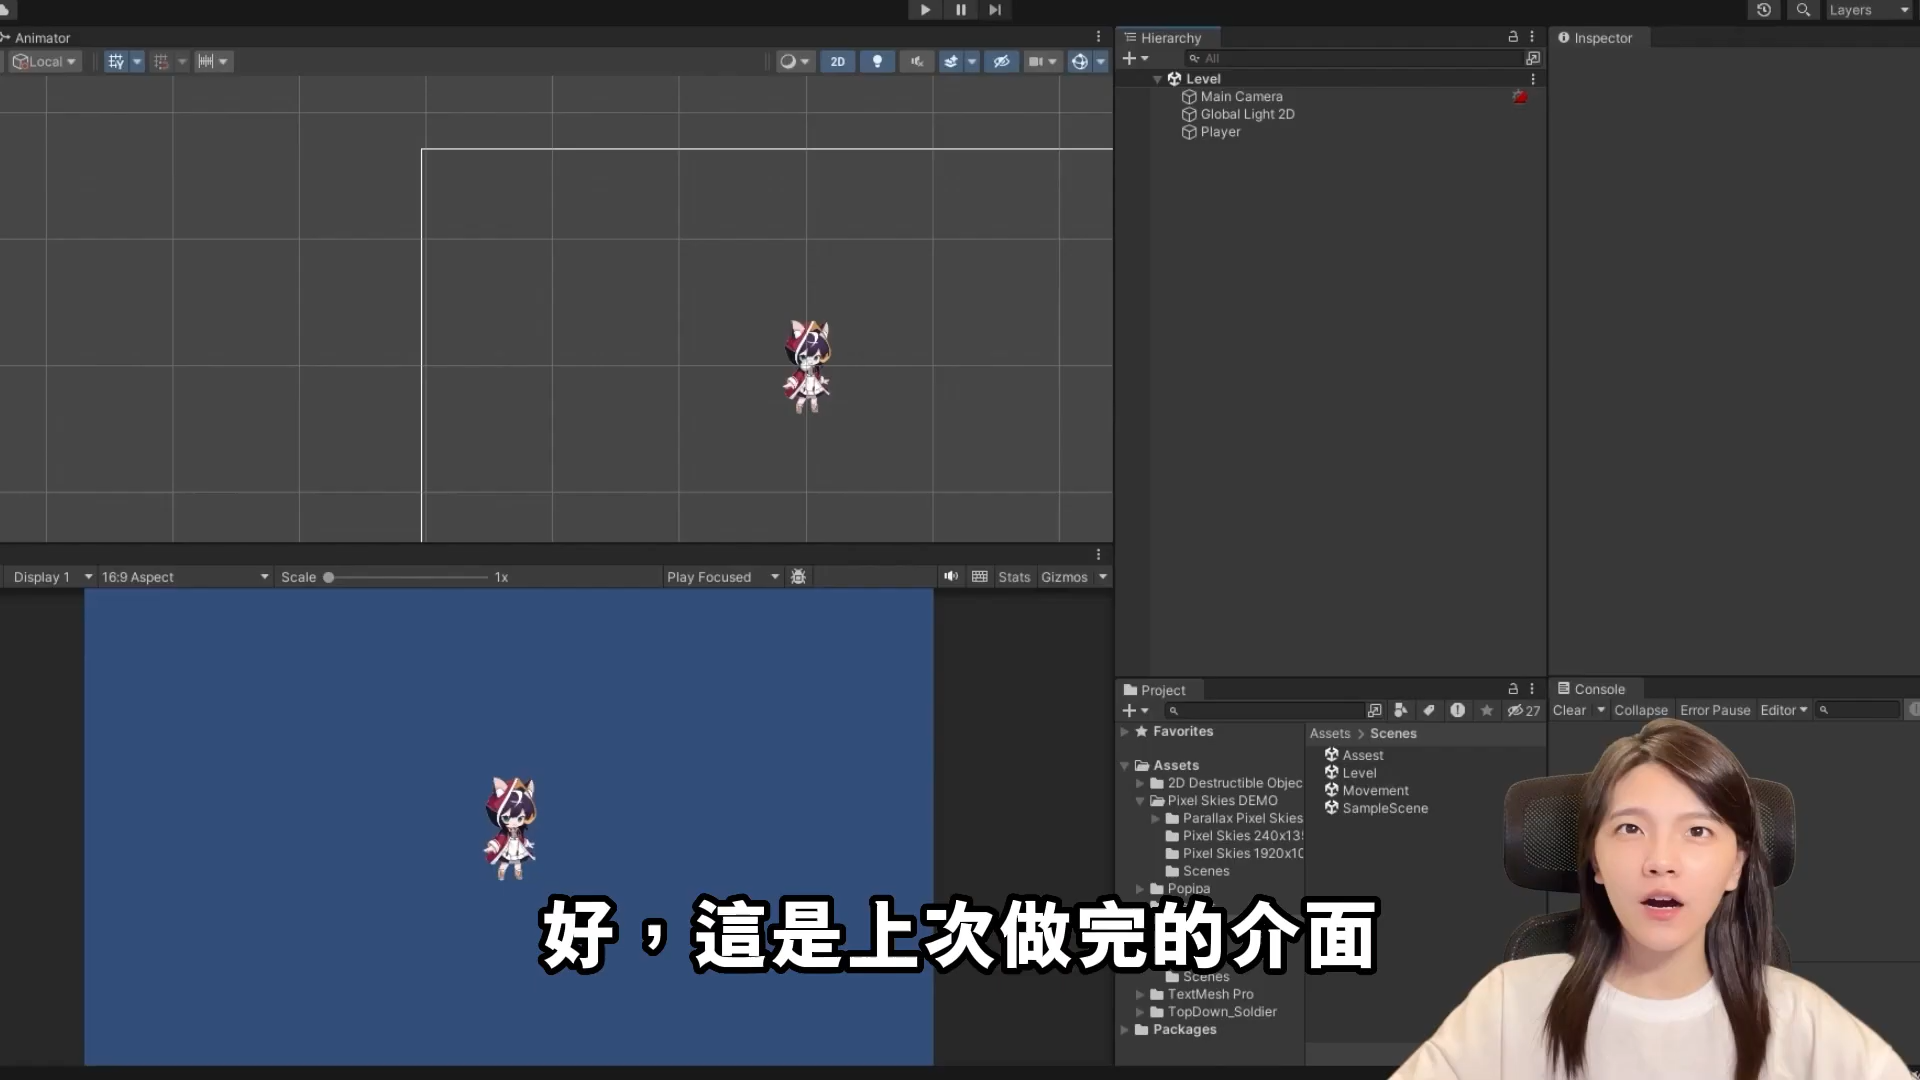 Layers
Animator
Hierarchy
Inspector
Local
2D
All
Level
Main Camera
Global Light 2D
Player
Display 1
16:9 Aspect
Scale
1x
Play Focused
Stats
Gizmos
Project
Console
27
Clear
Collapse
Error Pause
Editor
Favorites
Assets > Scenes
Assets
Assest
2D Destructible Objec
Level
Pixel Skies DEMO
Movement
Parallax Pixel Skies
SampleScene
Pixel Skies 240x13
Pixel Skies 1920x10
Scenes
Popipa
好，這是上次做完的介面
Scenes
TextMesh Pro
TopDown_Soldier
Packages